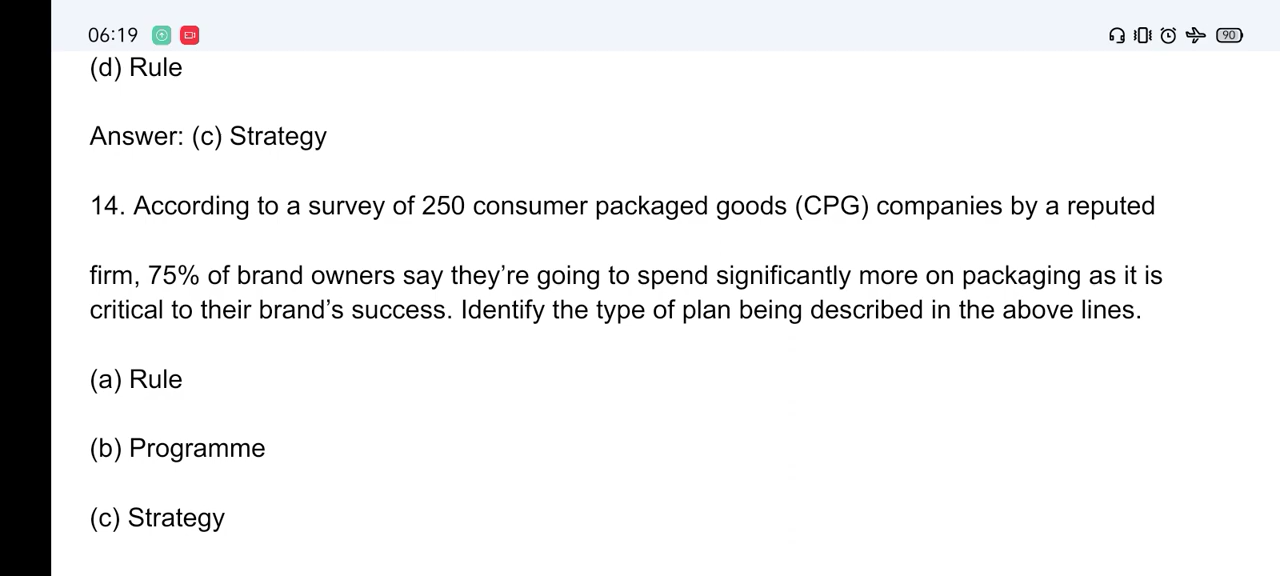 06:19
90
(d) Rule
Answer: (c) Strategy
14. According to a survey of 250 consumer packaged goods (CPG) companies by a reputed
firm, 75% of brand owners say they’re going to spend significantly more on packaging as it is
critical to their brand’s success. Identify the type of plan being described in the above lines.
(a) Rule
(b) Programme
(c) Strategy